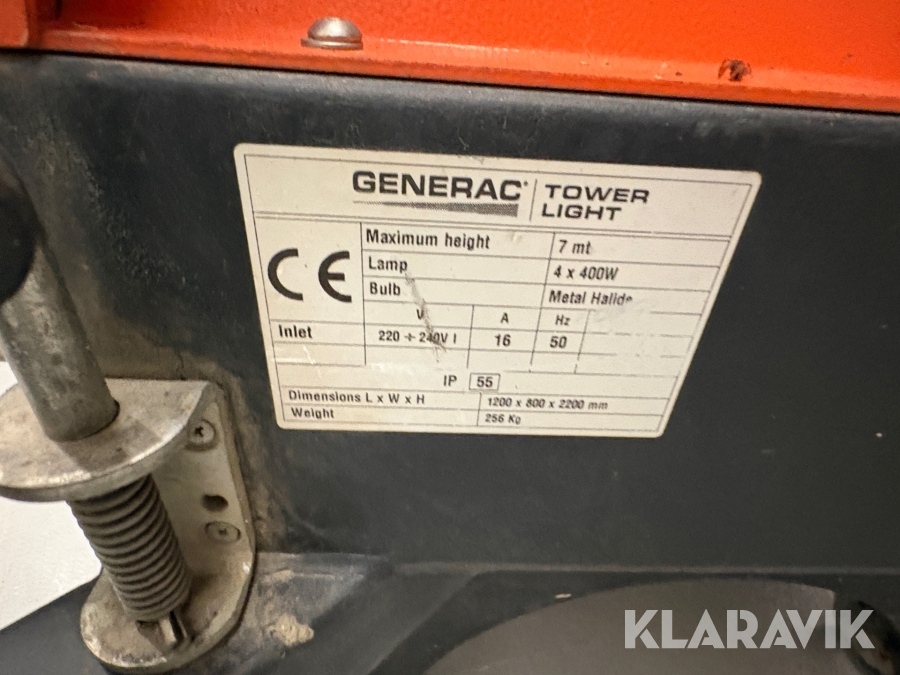 GENERAC
TOWER
LIGHT
CE
Maximum height 7 mt
Lamp 4 x 400W
Bulb Metal Halide
V A Hz
Inlet 220 ÷ 240V 16 50
IP 55
Dimensions L x W x H 1200 x 800 x 2200 mm
Weight 256 Kg
KLARAVIK